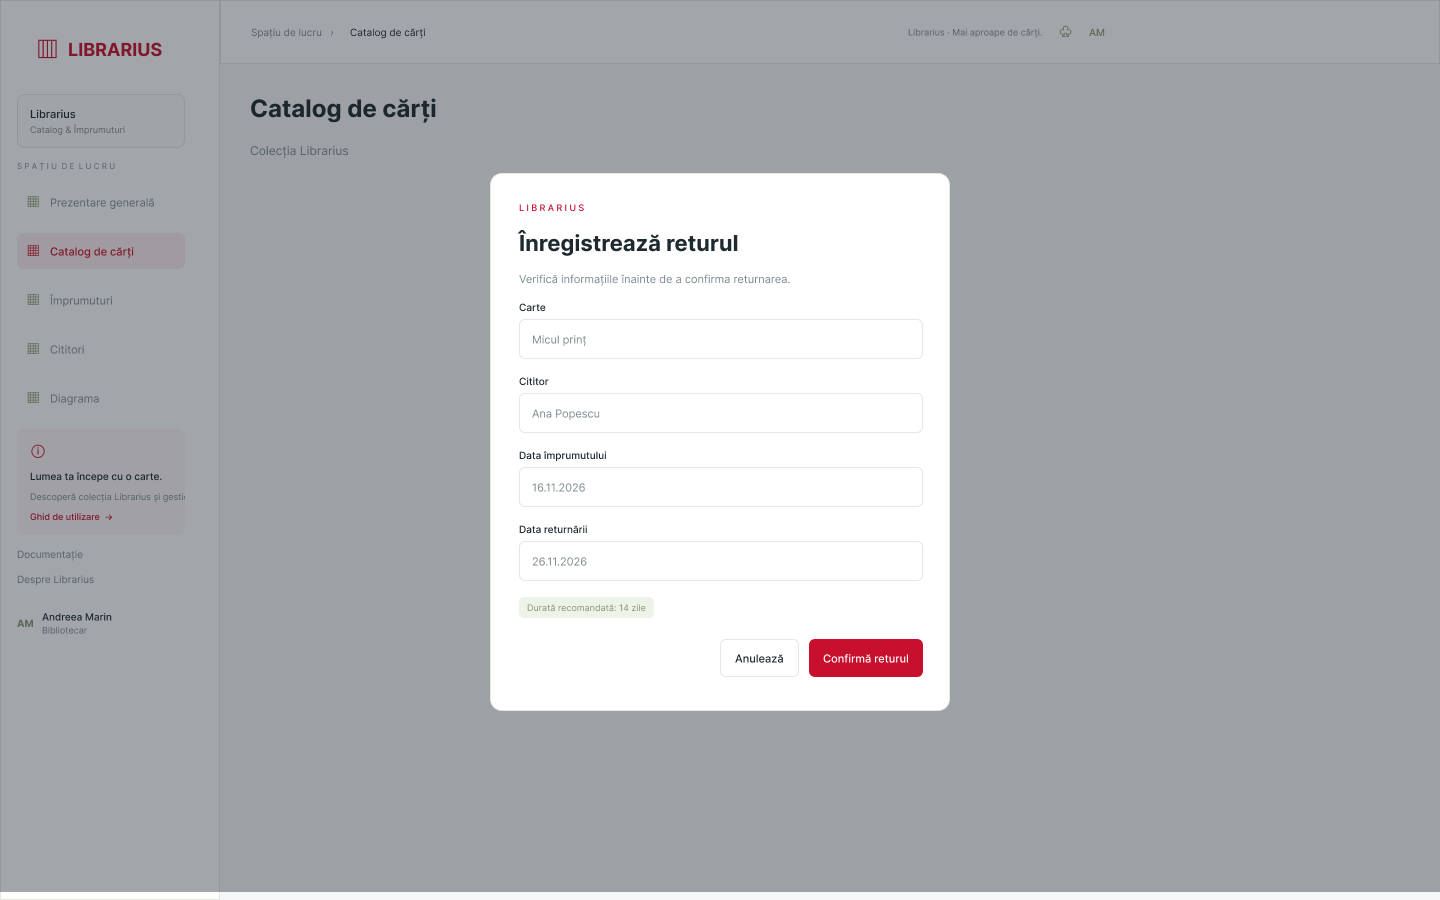 LIBRARIUS
Librarius
Catalog & Împrumuturi
SPAȚIU DE LUCRU
Prezentare generală
Catalog de cărți
Împrumuturi
Cititori
Diagrama
Lumea ta începe cu o carte.
Descoperă colecția Librarius și gesti
Ghid de utilizare →
Documentație
Despre Librarius
AM
Andreea Marin
Bibliotecar
Spațiu de lucru › Catalog de cărți
Librarius · Mai aproape de cărți.
AM
Catalog de cărți
Colecția Librarius
LIBRARIUS
Înregistrează returul
Verifică informațiile înainte de a confirma returnarea.
Carte
Micul prinț
Cititor
Ana Popescu
Data împrumutului
16.11.2026
Data returnării
26.11.2026
Durată recomandată: 14 zile
Anulează
Confirmă returul